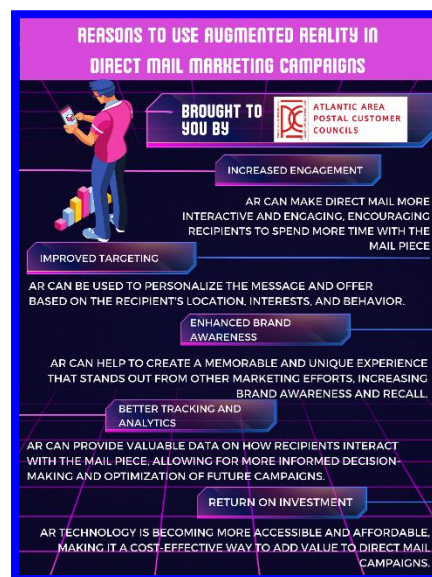 REASONS TO USE AUGMENTED REALITY IN
DIRECT MAIL MARKETING CAMPAIGNS
BROUGHT TO
YOU BY
PCC
ATLANTIC AREA
POSTAL CUSTOMER
COUNCILS
INCREASED ENGAGEMENT
AR CAN MAKE DIRECT MAIL MORE
INTERACTIVE AND ENGAGING, ENCOURAGING
RECIPIENTS TO SPEND MORE TIME WITH THE
MAIL PIECE
IMPROVED TARGETING
AR CAN BE USED TO PERSONALIZE THE MESSAGE AND OFFER
BASED ON THE RECIPIENT'S LOCATION, INTERESTS, AND BEHAVIOR.
ENHANCED BRAND
AWARENESS
AR CAN HELP TO CREATE A MEMORABLE AND UNIQUE EXPERIENCE
THAT STANDS OUT FROM OTHER MARKETING EFFORTS, INCREASING
BRAND AWARENESS AND RECALL.
BETTER TRACKING AND
ANALYTICS
AR CAN PROVIDE VALUABLE DATA ON HOW RECIPIENTS INTERACT
WITH THE MAIL PIECE, ALLOWING FOR MORE INFORMED DECISION-
MAKING AND OPTIMIZATION OF FUTURE CAMPAIGNS.
RETURN ON INVESTMENT
AR TECHNOLOGY IS BECOMING MORE ACCESSIBLE AND AFFORDABLE,
MAKING IT A COST-EFFECTIVE WAY TO ADD VALUE TO DIRECT MAIL
CAMPAIGNS.